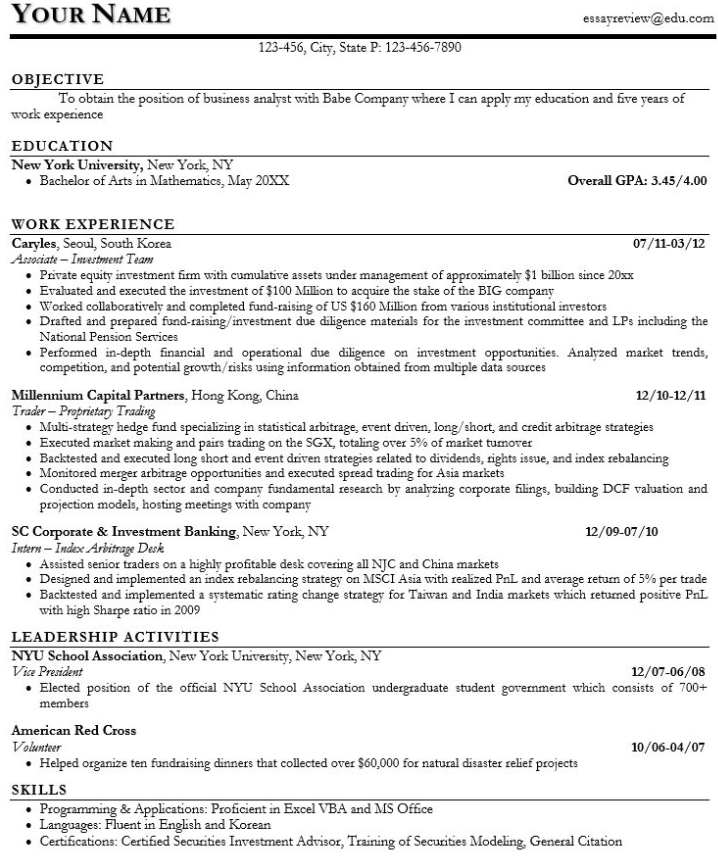 YOUR NAME
essayreview@edu.com
123-456, City, State P: 123-456-7890
OBJECTIVE
To obtain the position of business analyst with Babe Company where I can apply my education and five years of
work experience
EDUCATION
New York University, New York, NY
• Bachelor of Arts in Mathematics, May 20XX Overall GPA: 3.45/4.00
WORK EXPERIENCE
Caryles, Seoul, South Korea 07/11-03/12
Associate – Investment Team
• Private equity investment firm with cumulative assets under management of approximately $1 billion since 20xx
• Evaluated and executed the investment of $100 Million to acquire the stake of the BIG company
• Worked collaboratively and completed fund-raising of US $160 Million from various institutional investors
• Drafted and prepared fund-raising/investment due diligence materials for the investment committee and LPs including the
National Pension Services
• Performed in-depth financial and operational due diligence on investment opportunities. Analyzed market trends,
competition, and potential growth/risks using information obtained from multiple data sources
Millennium Capital Partners, Hong Kong, China 12/10-12/11
Trader – Proprietary Trading
• Multi-strategy hedge fund specializing in statistical arbitrage, event driven, long/short, and credit arbitrage strategies
• Executed market making and pairs trading on the SGX, totaling over 5% of market turnover
• Backtested and executed long short and event driven strategies related to dividends, rights issue, and index rebalancing
• Monitored merger arbitrage opportunities and executed spread trading for Asia markets
• Conducted in-depth sector and company fundamental research by analyzing corporate filings, building DCF valuation and
projection models, hosting meetings with company
SC Corporate & Investment Banking, New York, NY 12/09-07/10
Intern – Index Arbitrage Desk
• Assisted senior traders on a highly profitable desk covering all NJC and China markets
• Designed and implemented an index rebalancing strategy on MSCI Asia with realized PnL and average return of 5% per trade
• Backtested and implemented a systematic rating change strategy for Taiwan and India markets which returned positive PnL
with high Sharpe ratio in 2009
LEADERSHIP ACTIVITIES
NYU School Association, New York University, New York, NY
Vice President 12/07-06/08
• Elected position of the official NYU School Association undergraduate student government which consists of 700+
members
American Red Cross
Volunteer 10/06-04/07
• Helped organize ten fundraising dinners that collected over $60,000 for natural disaster relief projects
SKILLS
• Programming & Applications: Proficient in Excel VBA and MS Office
• Languages: Fluent in English and Korean
• Certifications: Certified Securities Investment Advisor, Training of Securities Modeling, General Citation